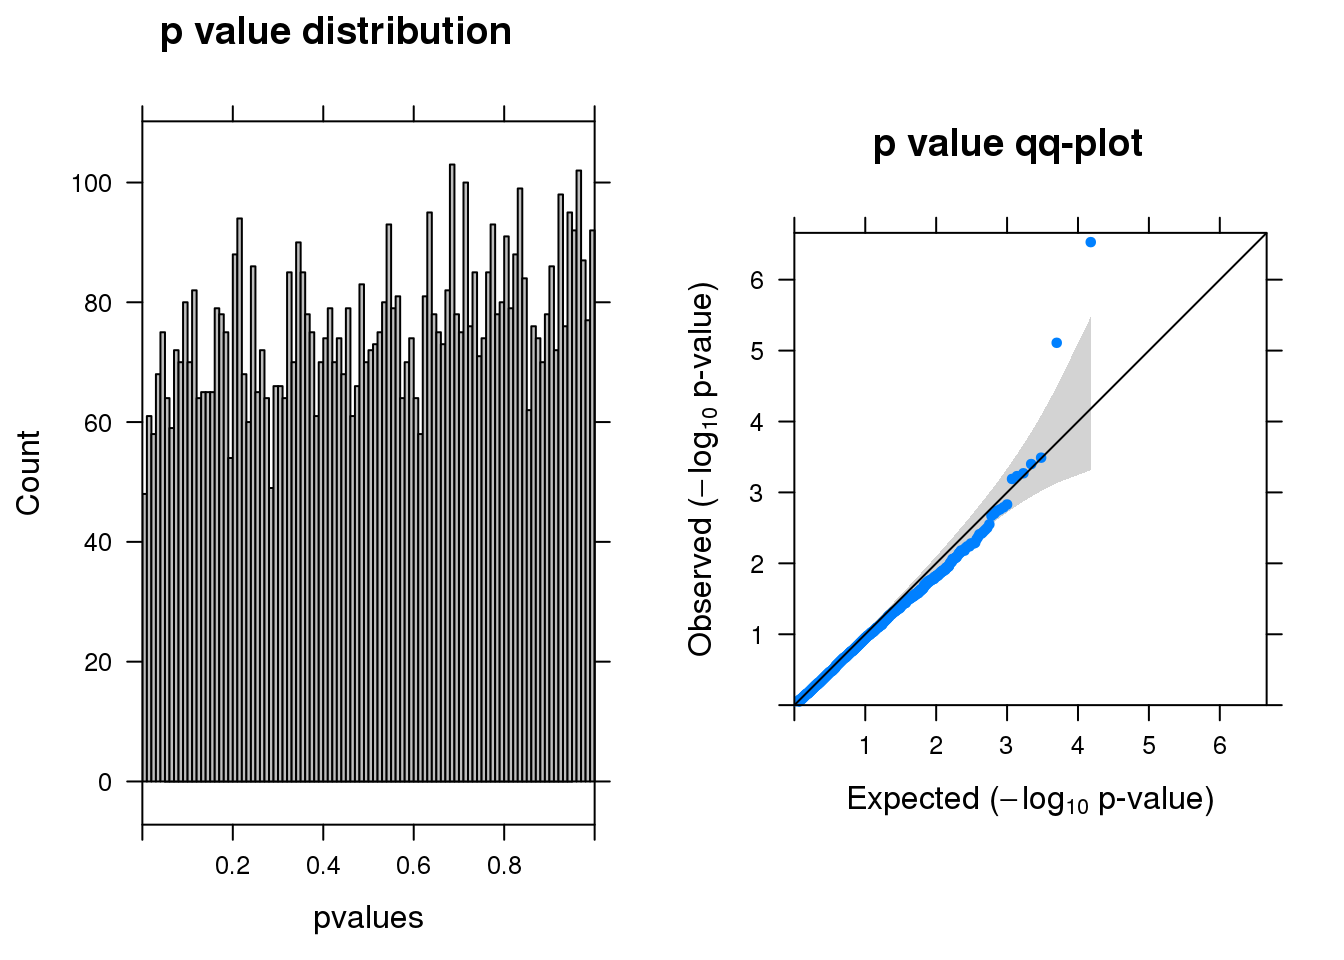 p value distribution
100
80
60
40
20
0
Count
0.2 0.4 0.6 0.8
pvalues
p value qq-plot
6
5
4
3
2
1
Observed (−log10 p-value)
1 2 3 4 5 6
Expected (−log10 p-value)